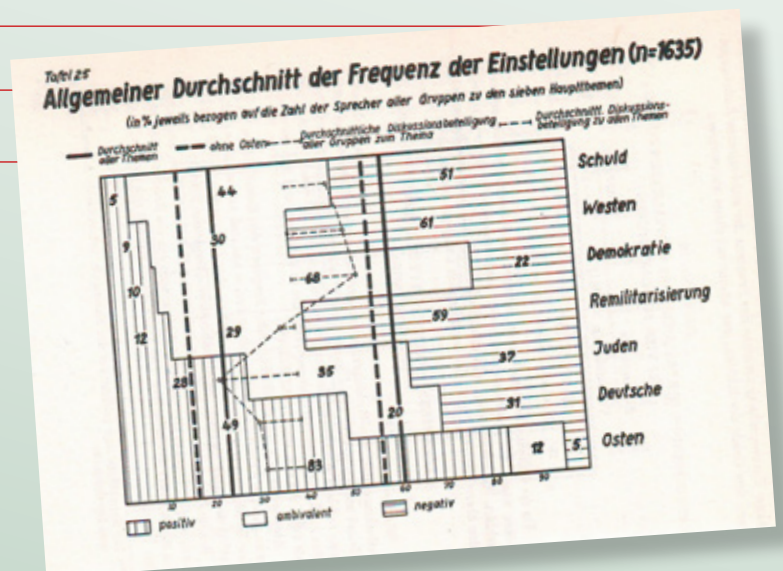 Tafel 25
Allgemeiner Durchschnitt der Frequenz der Einstellungen (n=1635)
(in % jeweils bezogen auf die Zahl der Sprecher aller Gruppen zu den sieben Hauptthemen)
Durchschnitt aller Themen
ohne Osten
Durchschnittliche Diskussionsbeteiligung aller Gruppen zum Thema
Durchschnittl. Diskussions-
beteiligung zu allen Themen
5 44 51 Schuld
9 30 61 Westen
10 68 22 Demokratie
12 29 59 Remilitarisierung
28 35 37 Juden
49 20 31 Deutsche
83 12 5 Osten
10 20 30 40 50 60 70 80 90
positiv ambivalent negativ